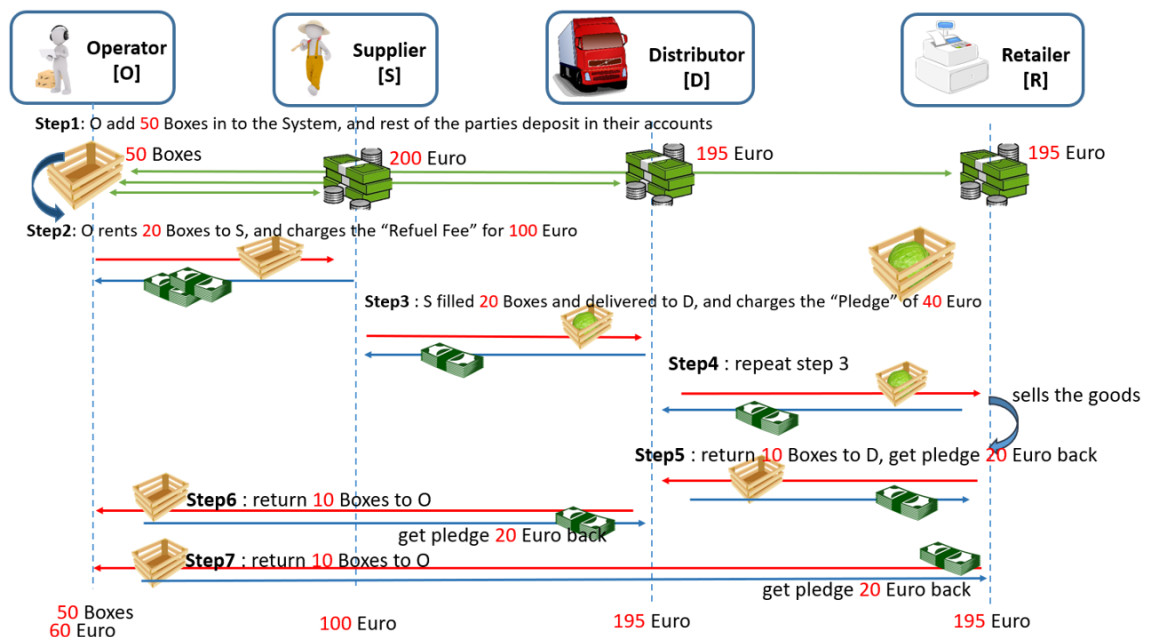 Operator
[O]
Supplier
[S]
Distributor
[D]
Retailer
[R]
Step1: O add 50 Boxes in to the System, and rest of the parties deposit in their accounts
50 Boxes
200 Euro
195 Euro
195 Euro
Step2: O rents 20 Boxes to S, and charges the “Refuel Fee” for 100 Euro
Step3 : S filled 20 Boxes and delivered to D, and charges the “Pledge” of 40 Euro
Step4 : repeat step 3
sells the goods
Step5 : return 10 Boxes to D, get pledge 20 Euro back
Step6 : return 10 Boxes to O
get pledge 20 Euro back
Step7 : return 10 Boxes to O
get pledge 20 Euro back
50 Boxes
60 Euro
100 Euro
195 Euro
195 Euro